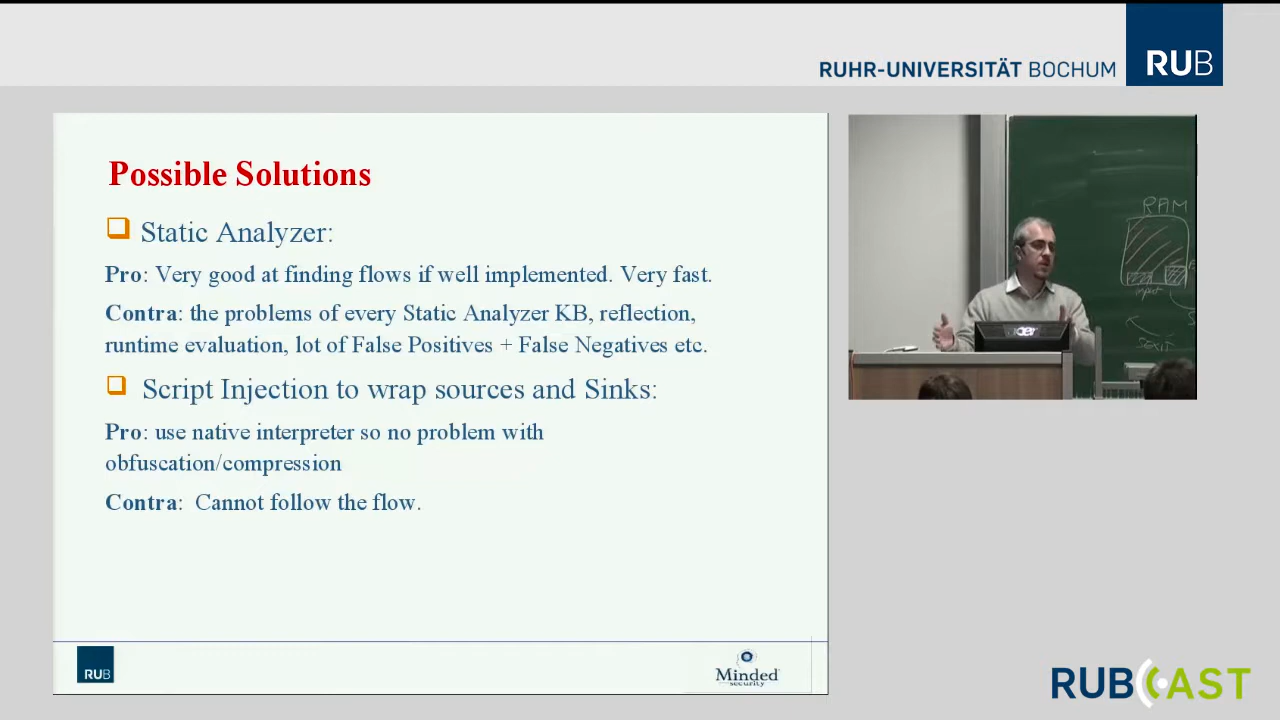 RUHR-UNIVERSITÄT BOCHUM
RUB
Possible Solutions
Static Analyzer:
Pro: Very good at finding flows if well implemented. Very fast.
Contra: the problems of every Static Analyzer KB, reflection,
runtime evaluation, lot of False Positives + False Negatives etc.
Script Injection to wrap sources and Sinks:
Pro: use native interpreter so no problem with
obfuscation/compression
Contra: Cannot follow the flow.
RUB
Minded
security
RAM
acer
RUBCAST